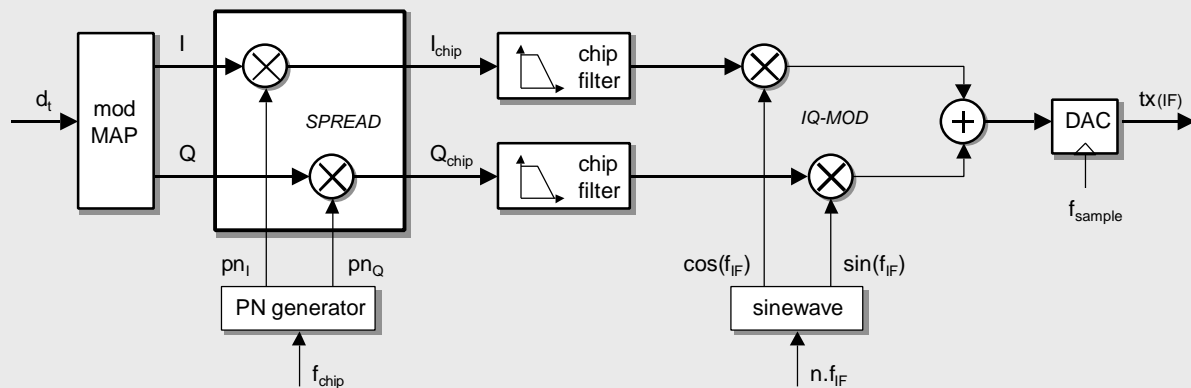 d_t
mod
MAP
I
Q
SPREAD
I_chip
Q_chip
chip
filter
chip
filter
IQ-MOD
DAC
tx(IF)
f_sample
pn_I
pn_Q
PN generator
f_chip
cos(f_IF)
sin(f_IF)
sinewave
n.f_IF